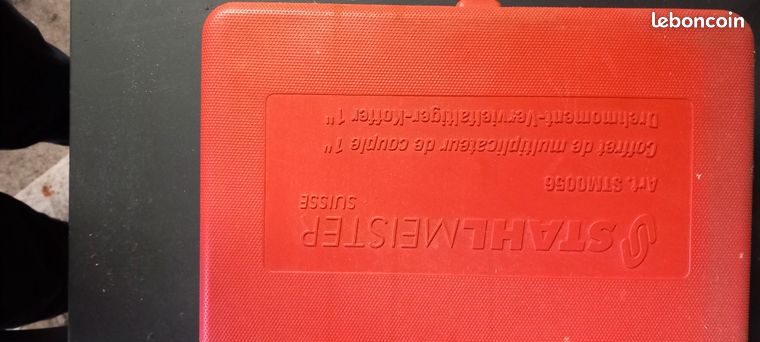 leboncoin
STAHLMEISTER
SUISSE
Art. STM0056
Coffret de multiplicateur de couple 1"
Drehmoment-Vervielfältiger-Koffer 1"